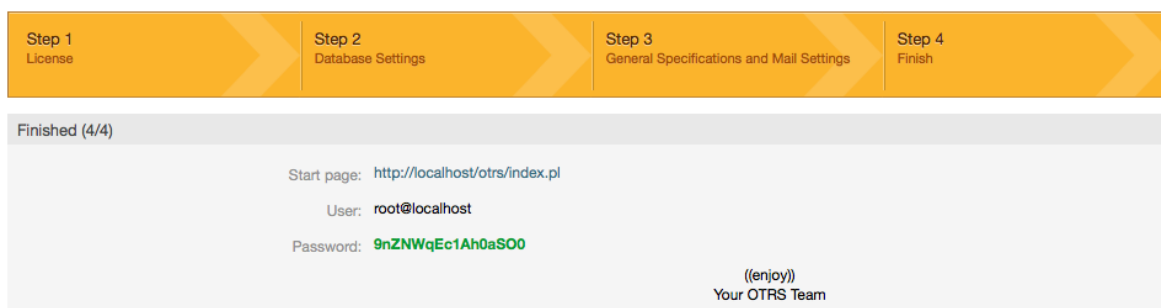 Step 1
License
Step 2
Database Settings
Step 3
General Specifications and Mail Settings
Step 4
Finish
Finished (4/4)
Start page: http://localhost/otrs/index.pl
User: root@localhost
Password: 9nZNWqEc1Ah0aSO0
((enjoy))
Your OTRS Team